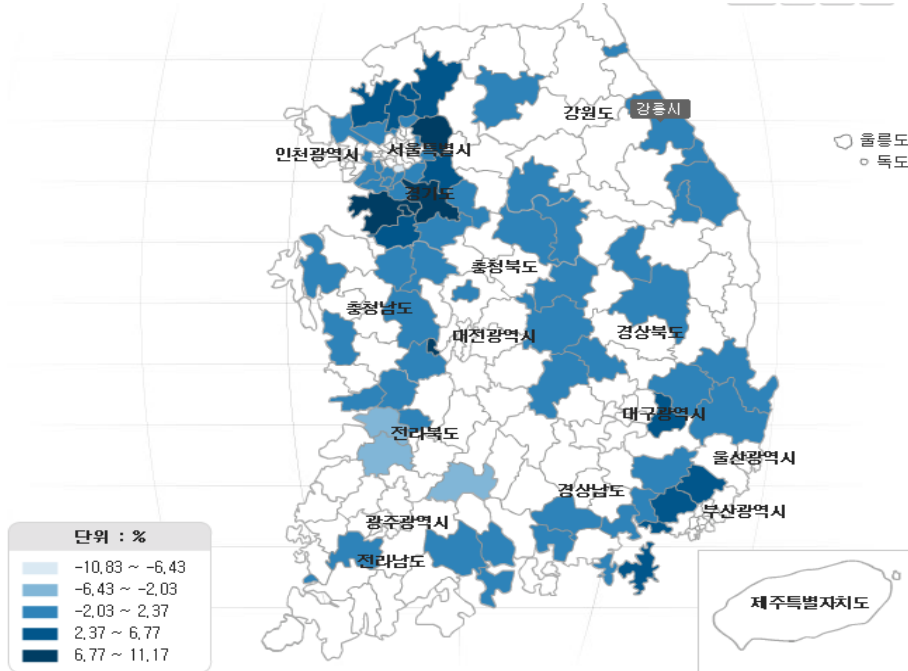 강원도
강릉시
울릉도
독도
인천광역시
서울특별시
경기도
충청북도
충청남도
대전광역시
경상북도
대구광역시
전라북도
울산광역시
경상남도
부산광역시
광주광역시
전라남도
제주특별자치도
단위 : %
-10,83 ~ -6,43
-6,43 ~ -2,03
-2,03 ~ 2,37
2,37 ~ 6,77
6,77 ~ 11,17